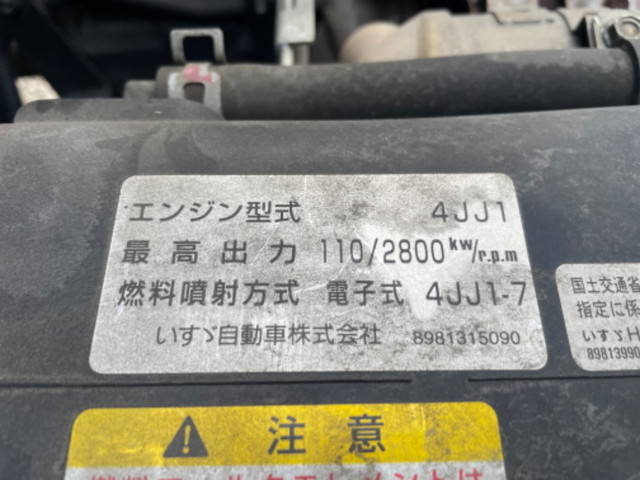 エンジン型式 4JJ1
最高出力 110/2800kw/r.p.m
燃料噴射方式 電子式 4JJ1-7
いすゞ自動車株式会社 8981315090
国土交通省
指定に係
いすゞH
89813990
注意